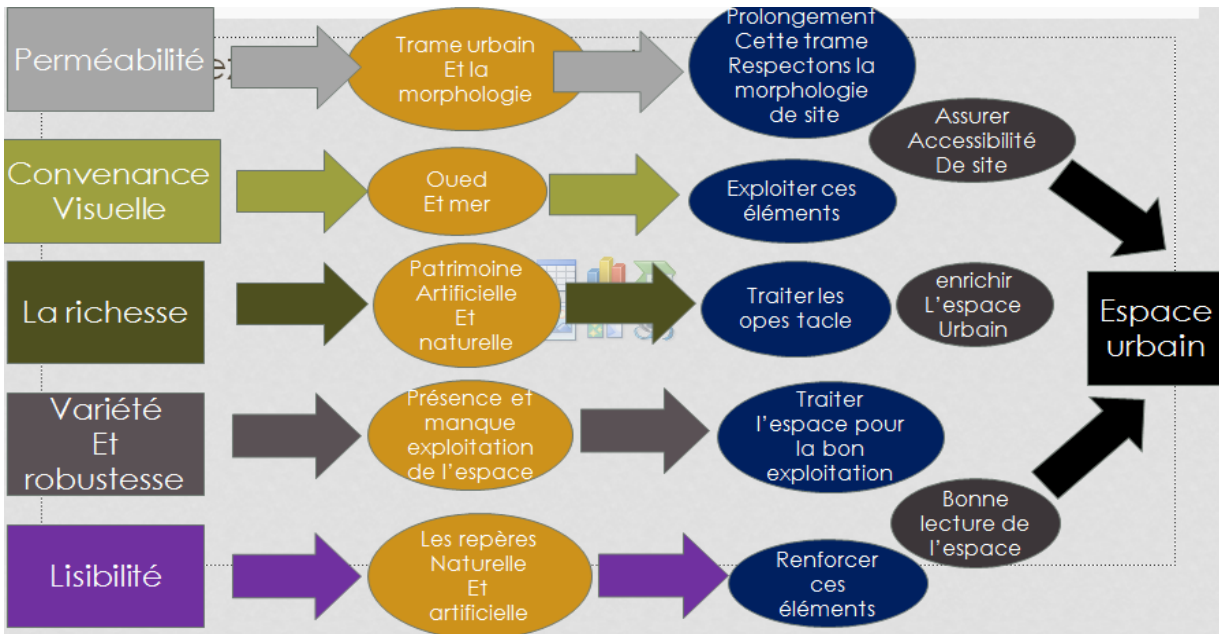 Perméabilité
Trame urbain
Et la
morphologie
Prolongement
Cette trame
Respectons la
morphologie
de site
Assurer
Accessibilité
De site
Convenance
Visuelle
Oued
Et mer
Exploiter ces
éléments
La richesse
Patrimoine
Artificielle
Et
naturelle
Traiter les
opes tacle
enrichir
L'espace
Urbain
Espace
urbain
Variété
Et
robustesse
Présence et
manque
exploitation
de l'espace
Traiter
l'espace pour
la bon
exploitation
Bonne
lecture de
l'espace
Lisibilité
Les repères
Naturelle
Et
artificielle
Renforcer
ces
éléments